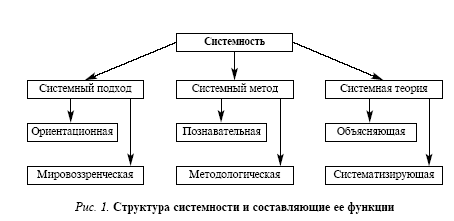 Системность
Системный подход
Системный метод
Системная теория
Ориентационная
Познавательная
Объясняющая
Мировоззренческая
Методологическая
Систематизирующая
Рис. 1. Структура системности и составляющие ее функции